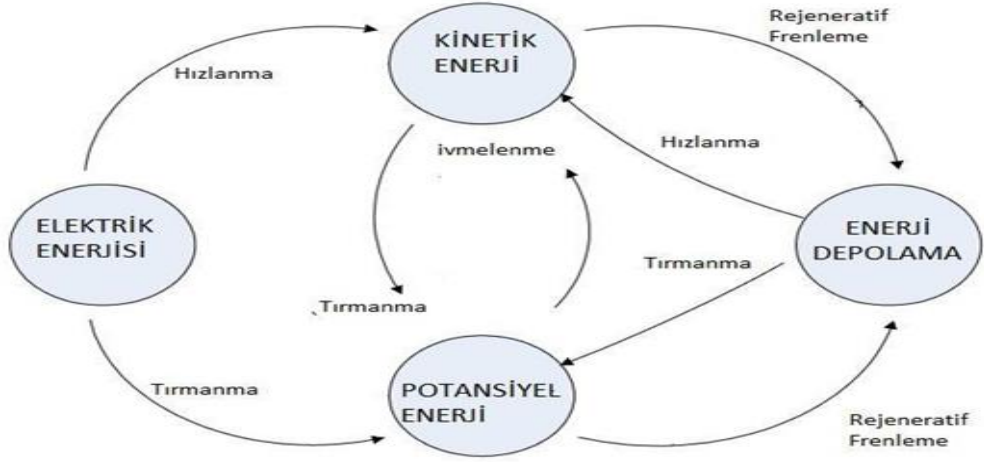 Rejeneratif
Frenleme
KİNETİK
ENERJİ
Hızlanma
Hızlanma
ivmelenme
ELEKTRİK
ENERJİSİ
ENERJİ
DEPOLAMA
Tırmanma
Tırmanma
Tırmanma
POTANSİYEL
ENERJİ
Rejeneratif
Frenleme